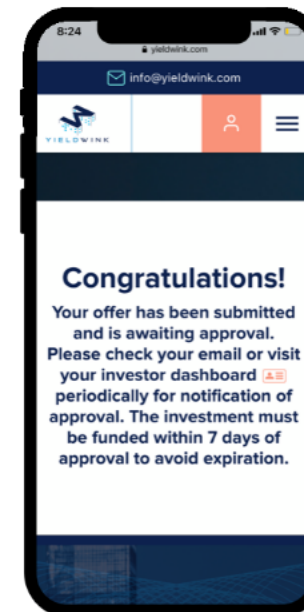 8:24
yieldwink.com
info@yieldwink.com
YIELDWINK
Congratulations!
Your offer has been submitted
and is awaiting approval.
Please check your email or visit
your investor dashboard
periodically for notification of
approval. The investment must
be funded within 7 days of
approval to avoid expiration.